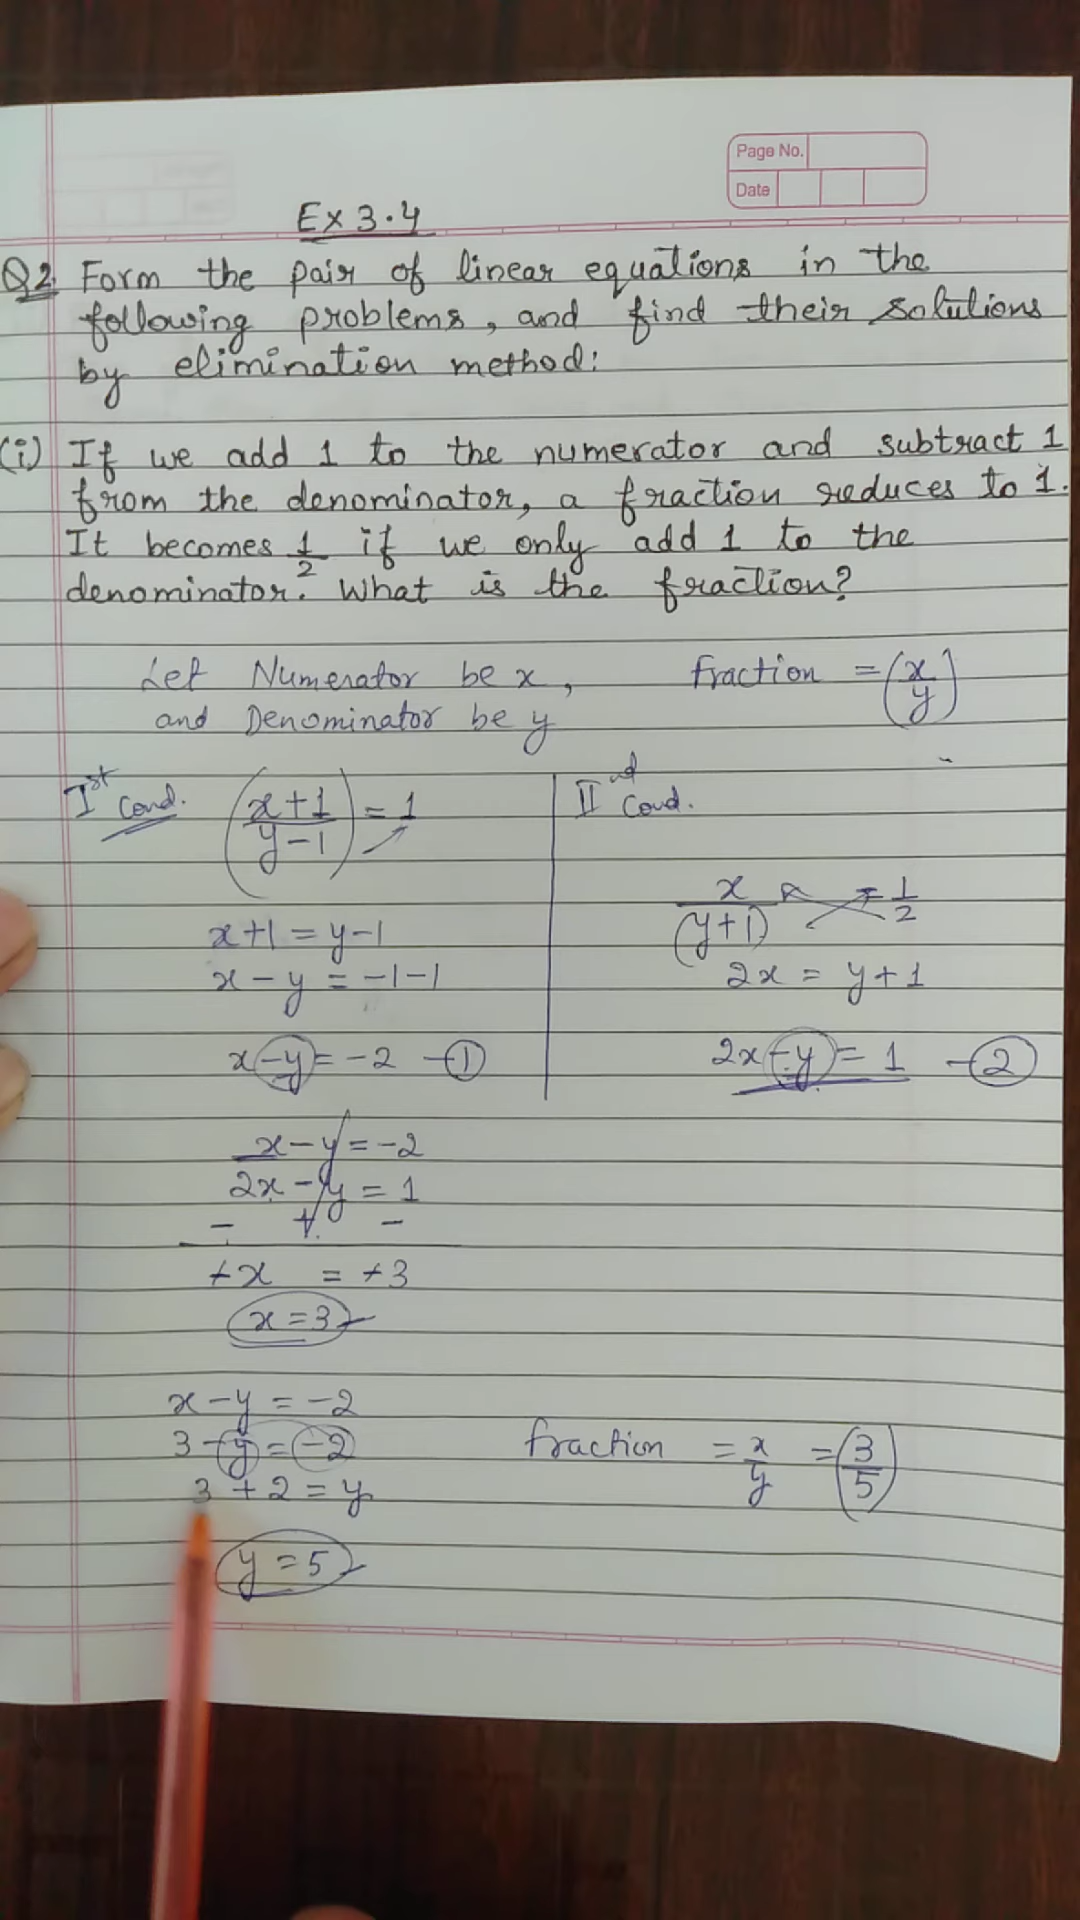 Page No.
Date
Ex 3.4
Q2. Form the pair of linear equations in the
following problems, and find their solutions
by elimination method:
(i) If we add 1 to the numerator and subtract 1
from the denominator, a fraction reduces to 1.
It becomes 1/2 if we only add 1 to the
denominator. What is the fraction?
Let Numerator be x, fraction = (x/y)
and Denominator be y
Ist Cond. (x+1/y-1) = 1
x+1 = y-1
x - y = -1-1
x - y = -2 - ①
IInd Cond.
x/(y+1) = 1/2
2x = y+1
2x - y = 1 - ②
x - y = -2
2x - y = 1
- + -
+x = +3
x = 3
x - y = -2
3 - y = -2
3 + 2 = y
y = 5
fraction = x/y = (3/5)